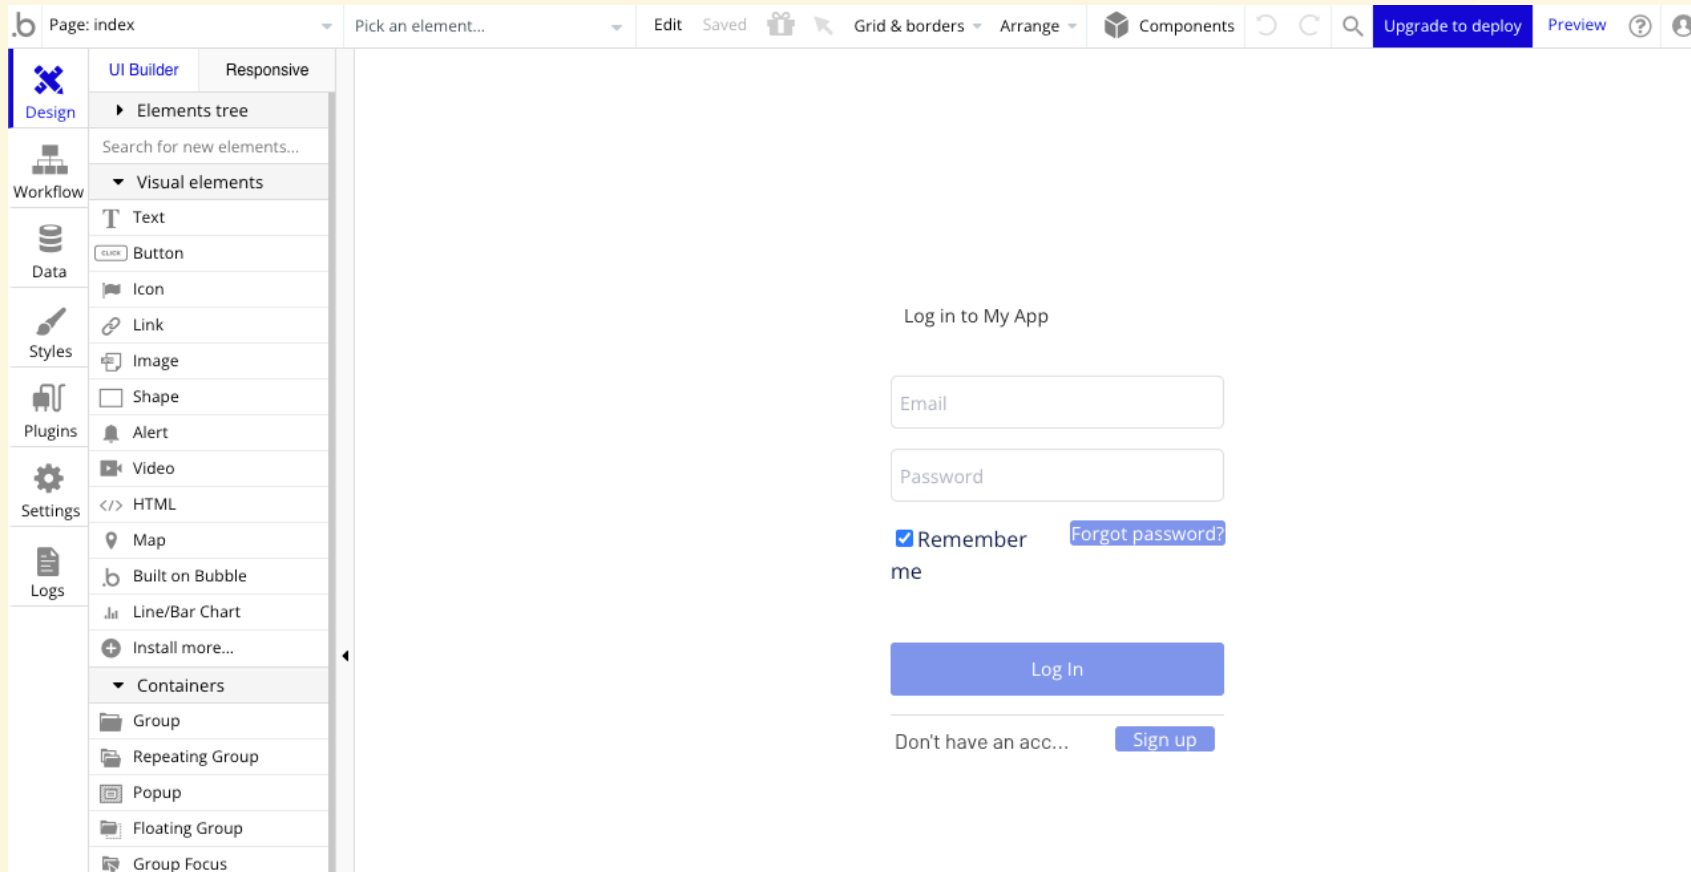 Page: index
Pick an element...
Edit
Saved
Grid & borders
Arrange
Components
Upgrade to deploy
Preview
Design
Workflow
Data
Styles
Plugins
Settings
Logs
UI Builder
Responsive
Elements tree
Search for new elements...
Visual elements
Text
CLICK Button
Icon
Link
Image
Shape
Alert
Video
</> HTML
Map
Built on Bubble
Line/Bar Chart
Install more...
Containers
Group
Repeating Group
Popup
Floating Group
Group Focus
Log in to My App
Email
Password
Remember
me
Forgot password?
Log In
Don't have an acc...
Sign up